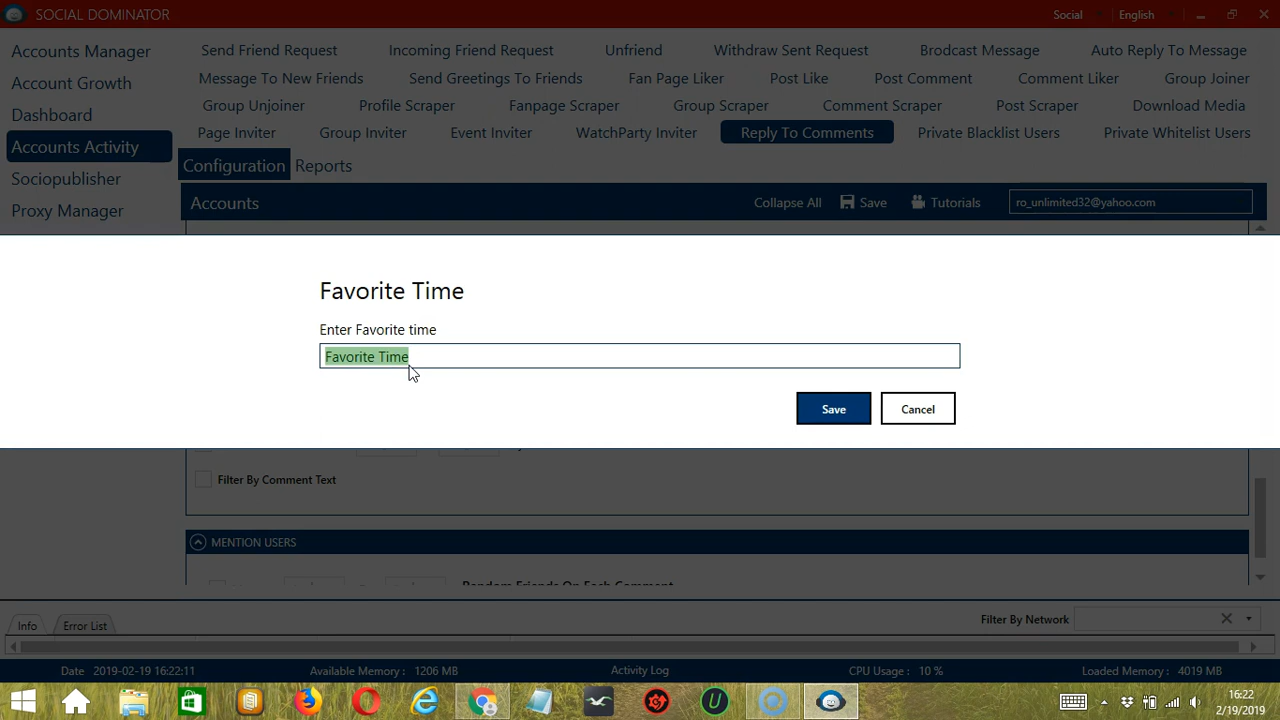 SOCIAL DOMINATOR
Social
English
Accounts Manager
Account Growth
Dashboard
Accounts Activity
Sociopublisher
Proxy Manager
Send Friend Request
Incoming Friend Request
Unfriend
Withdraw Sent Request
Brodcast Message
Auto Reply To Message
Message To New Friends
Send Greetings To Friends
Fan Page Liker
Post Like
Post Comment
Comment Liker
Group Joiner
Group Unjoiner
Profile Scraper
Fanpage Scraper
Group Scraper
Comment Scraper
Post Scraper
Download Media
Page Inviter
Group Inviter
Event Inviter
WatchParty Inviter
Reply To Comments
Private Blacklist Users
Private Whitelist Users
Configuration
Reports
Accounts
Collapse All
Save
Tutorials
ro_unlimited32@yahoo.com
Favorite Time
Enter Favorite time
Favorite Time
Save
Cancel
Filter By Comment Text
MENTION USERS
Random Friends On Each Comment
Info
Error List
Filter By Network
Date 2019-02-19 16:22:11
Available Memory : 1206 MB
Activity Log
CPU Usage : 10 %
Loaded Memory : 4019 MB
16:22
2/19/2019